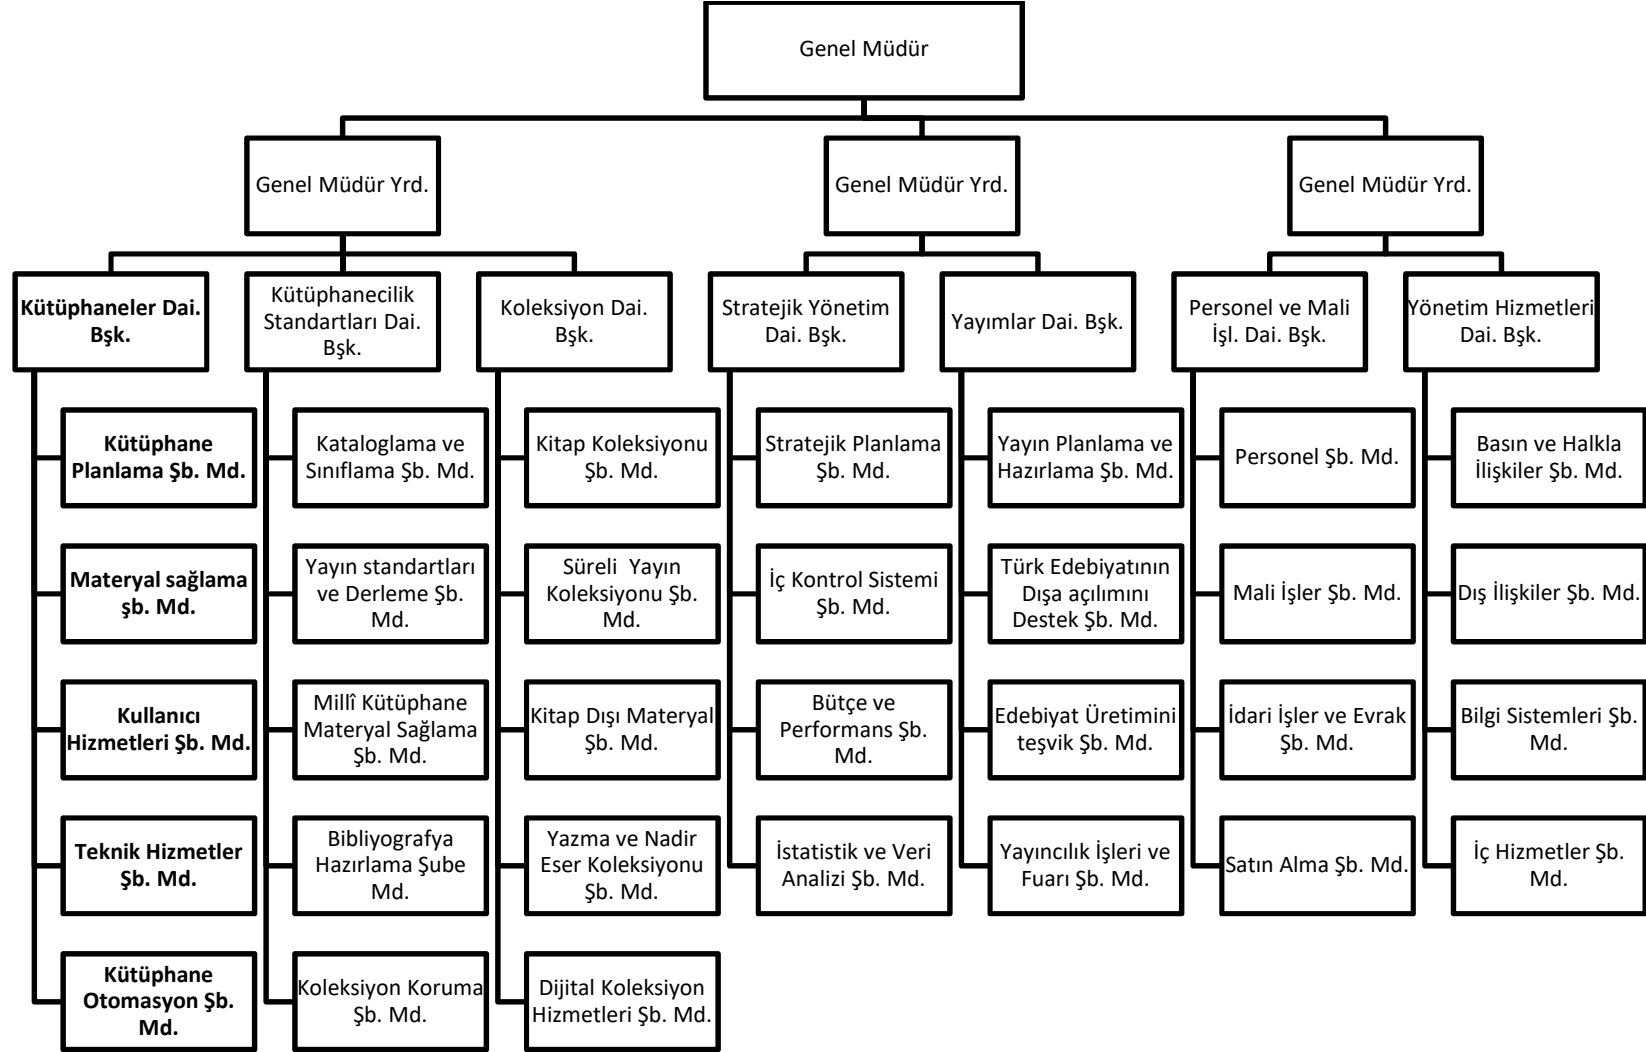 Genel Müdür
Genel Müdür Yrd.
Genel Müdür Yrd.
Genel Müdür Yrd.
Kütüphaneler Dai.
Bşk.
Kütüphanecilik
Standartları Dai.
Bşk.
Koleksiyon Dai.
Bşk.
Stratejik Yönetim
Dai. Bşk.
Yayımlar Dai. Bşk.
Personel ve Mali
İşl. Dai. Bşk.
Yönetim Hizmetleri
Dai. Bşk.
Kütüphane
Planlama Şb. Md.
Kataloglama ve
Sınıflama Şb. Md.
Kitap Koleksiyonu
Şb. Md.
Stratejik Planlama
Şb. Md.
Yayın Planlama ve
Hazırlama Şb. Md.
Personel Şb. Md.
Basın ve Halkla
İlişkiler Şb. Md.
Materyal sağlama
şb. Md.
Yayın standartları
ve Derleme Şb.
Md.
Süreli  Yayın
Koleksiyonu Şb.
Md.
İç Kontrol Sistemi
Şb. Md.
Türk Edebiyatının
Dışa açılımını
Destek Şb. Md.
Mali İşler Şb. Md.
Dış İlişkiler Şb. Md.
Kullanıcı
Hizmetleri Şb. Md.
Millî Kütüphane
Materyal Sağlama
Şb. Md.
Kitap Dışı Materyal
Şb. Md.
Bütçe ve
Performans Şb.
Md.
Edebiyat Üretimini
teşvik Şb. Md.
İdari İşler ve Evrak
Şb. Md.
Bilgi Sistemleri Şb.
Md.
Teknik Hizmetler
Şb. Md.
Bibliyografya
Hazırlama Şube
Md.
Yazma ve Nadir
Eser Koleksiyonu
Şb. Md.
İstatistik ve Veri
Analizi Şb. Md.
Yayıncılık İşleri ve
Fuarı Şb. Md.
Satın Alma Şb. Md.
İç Hizmetler Şb.
Md.
Kütüphane
Otomasyon Şb.
Md.
Koleksiyon Koruma
Şb. Md.
Dijital Koleksiyon
Hizmetleri Şb. Md.